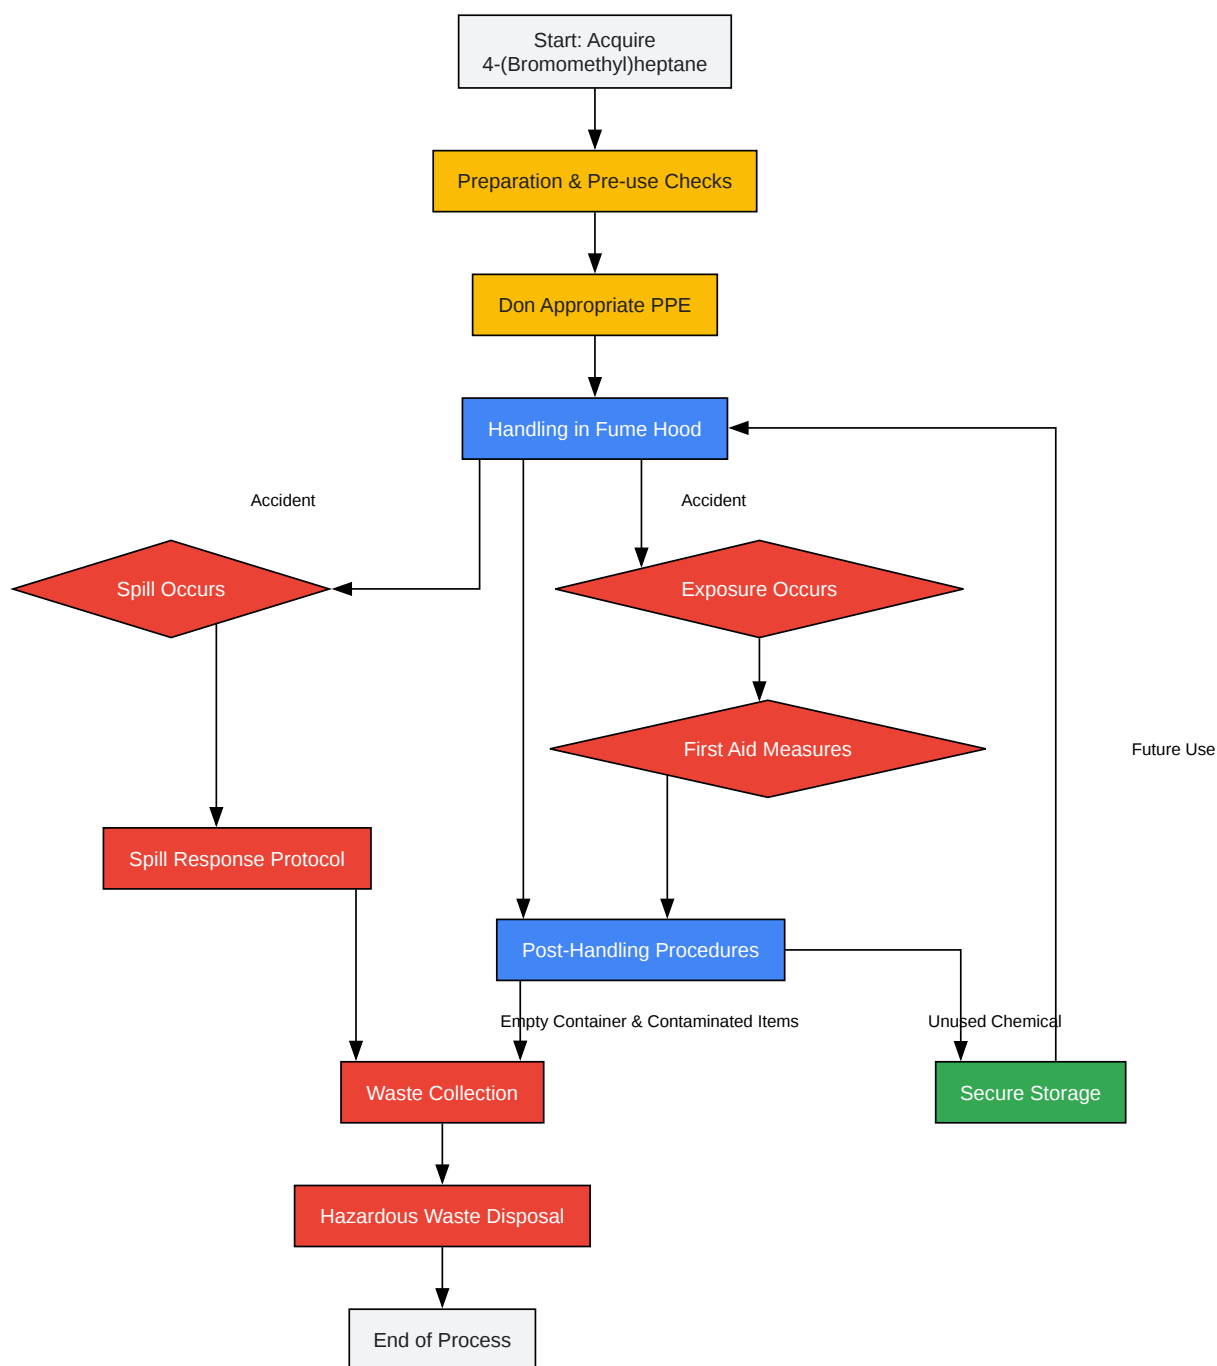 Start: Acquire
4-(Bromomethyl)heptane
Preparation & Pre-use Checks
Don Appropriate PPE
Handling in Fume Hood
Accident
Accident
Spill Occurs
Exposure Occurs
First Aid Measures
Future Use
Spill Response Protocol
Post-Handling Procedures
Empty Container & Contaminated Items
Unused Chemical
Waste Collection
Secure Storage
Hazardous Waste Disposal
End of Process